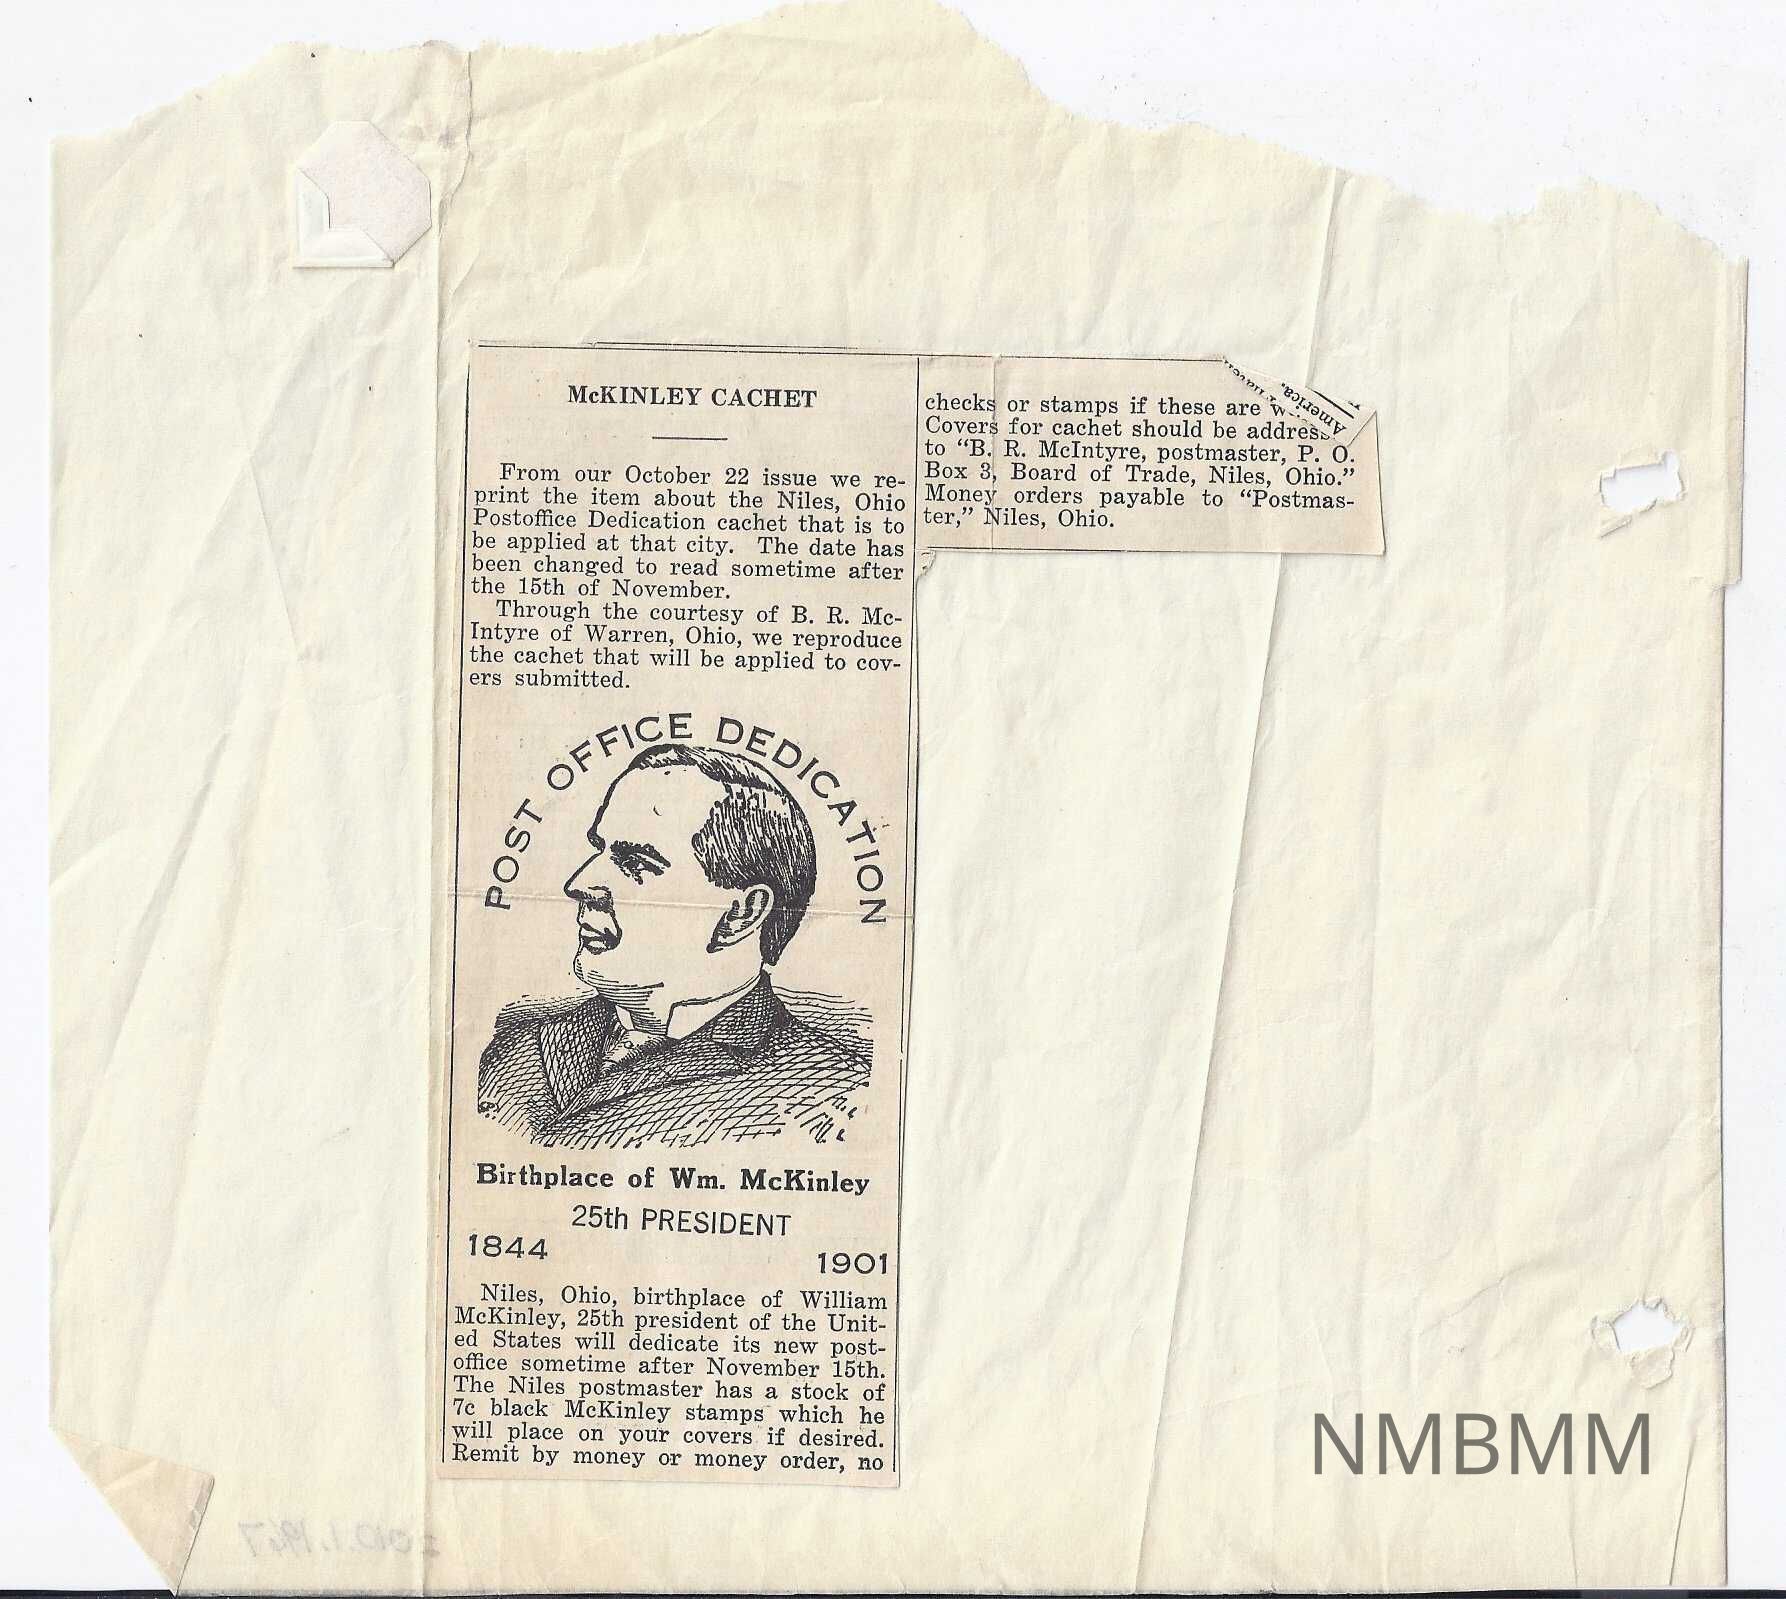 McKINLEY CACHET
From our October 22 issue we re-
print the item about the Niles, Ohio
Postoffice Dedication cachet that is to
be applied at that city. The date has
been changed to read sometime after
the 15th of November.
Through the courtesy of B. R. Mc-
Intyre of Warren, Ohio, we reproduce
the cachet that will be applied to cov-
ers submitted.
POST OFFICE DEDICATION
Birthplace of Wm. McKinley
25th PRESIDENT
1844
1901
Niles, Ohio, birthplace of William
McKinley, 25th president of the Unit-
ed States will dedicate its new post-
office sometime after November 15th.
The Niles postmaster has a stock of
7c black McKinley stamps which he
will place on your covers if desired.
Remit by money or money order, no
checks or stamps if these are
Covers for cachet should be
to “B. R. McIntyre, postmaster, P. O.
Box 3, Board of Trade, Niles, Ohio.”
Money orders payable to “Postmas-
ter,” Niles, Ohio.
America.
NMBMM
2010.1.1967